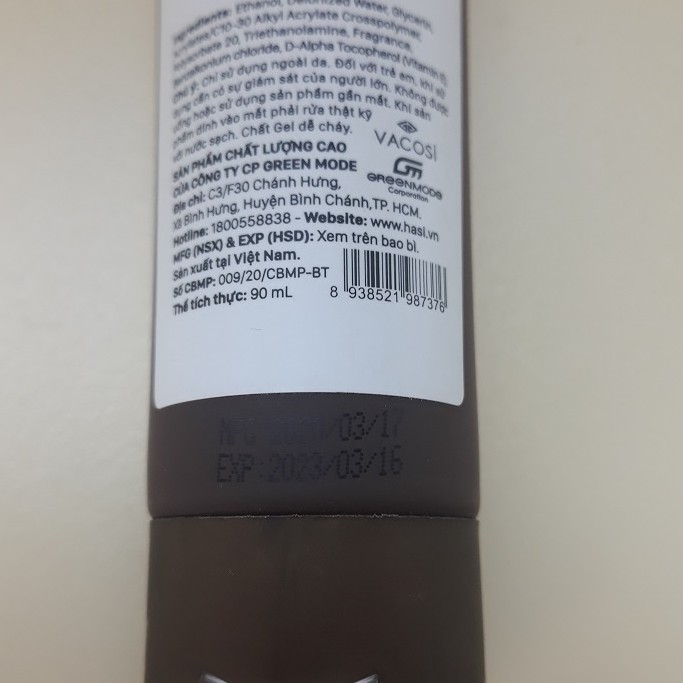 Ingredients: Ethanol, Deionized Water, Glycerin,
Acrylates/C10-30 Alkyl Acrylate Crosspolymer,
Polysorbate 20, Triethanolamine, Fragrance,
Benzalkonium chloride, D-Alpha Tocopherol (Vitamin E).
Chú ý: Chỉ sử dụng ngoài da. Đối với trẻ em, khi sử
dụng cần có sự giám sát của người lớn. Không được
uống hoặc sử dụng sản phẩm gần mắt. Khi sản
phẩm dính vào mắt phải rửa thật kỹ
với nước sạch. Chất Gel dễ cháy.
VACOSI
SẢN PHẨM CHẤT LƯỢNG CAO
CỦA CÔNG TY CP GREEN MODE
GREENMODE
Corporation
Địa chỉ: C3/F30 Chánh Hưng,
Xã Bình Hưng, Huyện Bình Chánh,TP. HCM.
Hotline: 1800558838 - Website: www.hasi.vn
MFG (NSX) & EXP (HSD): Xem trên bao bì.
Sản xuất tại Việt Nam.
Số CBMP: 009/20/CBMP-BT
Thể tích thực: 90 mL
8 938521 987376
/03/17
EXP:2023/03/16